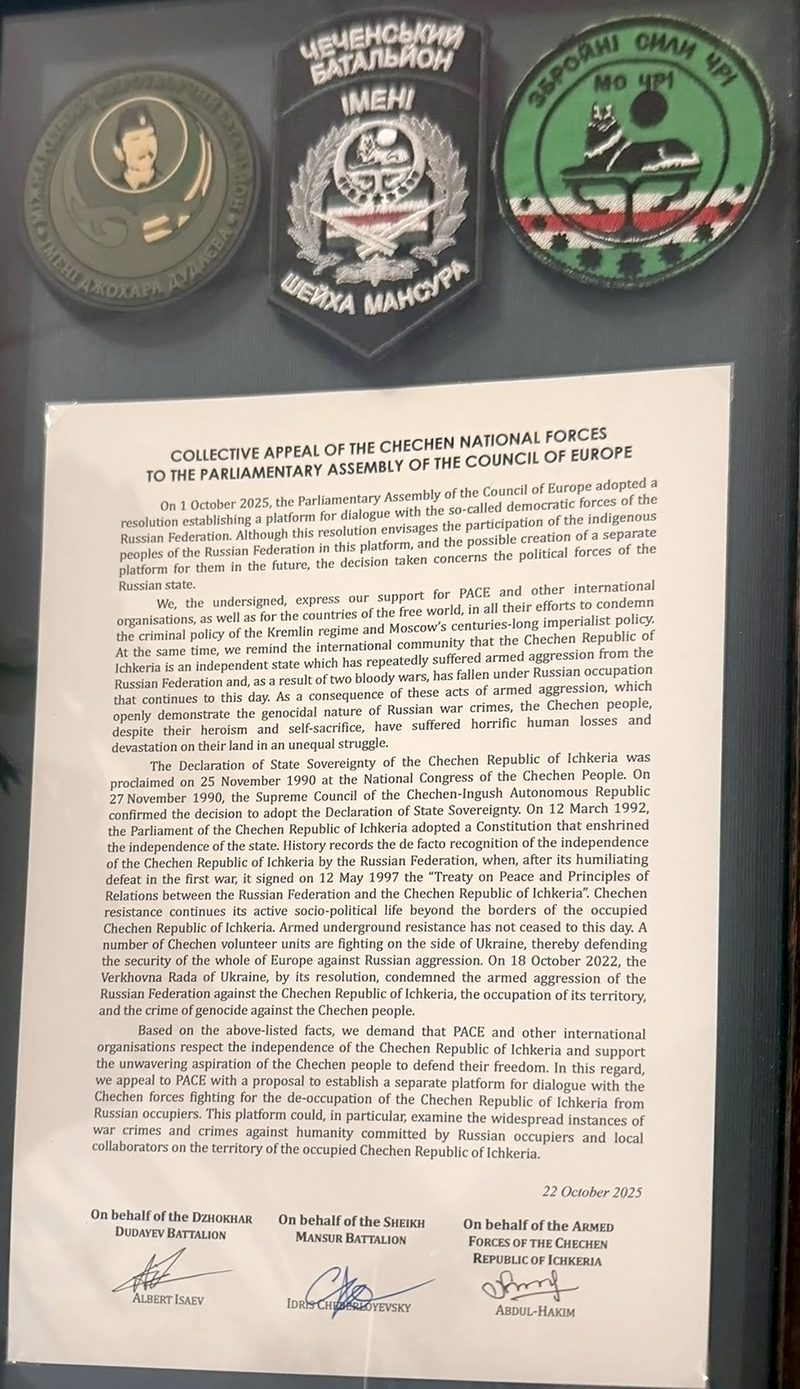 МІЖНАРОДНИЙ МИРОТВОРЧИЙ БАТАЛЬЙОН
ІМЕНІ ДЖОХАРА ДУДАЄВА
ЧЕЧЕНСЬКИЙ
БАТАЛЬЙОН
ІМЕНІ
ШЕЙХА МАНСУРА
ЗБРОЙНІ СИЛИ ЧРІ
МО ЧРІ
COLLECTIVE APPEAL OF THE CHECHEN NATIONAL FORCES
TO THE PARLIAMENTARY ASSEMBLY OF THE COUNCIL OF EUROPE
On 1 October 2025, the Parliamentary Assembly of the Council of Europe adopted a
resolution establishing a platform for dialogue with the so-called democratic forces of the
Russian Federation. Although this resolution envisages the participation of the indigenous
peoples of the Russian Federation in this platform, and the possible creation of a separate
platform for them in the future, the decision taken concerns the political forces of the
Russian state.
We, the undersigned, express our support for PACE and other international
organisations, as well as for the countries of the free world, in all their efforts to condemn
the criminal policy of the Kremlin regime and Moscow's centuries-long imperialist policy.
At the same time, we remind the international community that the Chechen Republic of
Ichkeria is an independent state which has repeatedly suffered armed aggression from the
Russian Federation and, as a result of two bloody wars, has fallen under Russian occupation
that continues to this day. As a consequence of these acts of armed aggression, which
openly demonstrate the genocidal nature of Russian war crimes, the Chechen people,
despite their heroism and self-sacrifice, have suffered horrific human losses and
devastation on their land in an unequal struggle.
The Declaration of State Sovereignty of the Chechen Republic of Ichkeria was
proclaimed on 25 November 1990 at the National Congress of the Chechen People. On
27 November 1990, the Supreme Council of the Chechen-Ingush Autonomous Republic
confirmed the decision to adopt the Declaration of State Sovereignty. On 12 March 1992,
the Parliament of the Chechen Republic of Ichkeria adopted a Constitution that enshrined
the independence of the state. History records the de facto recognition of the independence
of the Chechen Republic of Ichkeria by the Russian Federation, when, after its humiliating
defeat in the first war, it signed on 12 May 1997 the “Treaty on Peace and Principles of
Relations between the Russian Federation and the Chechen Republic of Ichkeria”. Chechen
resistance continues its active socio-political life beyond the borders of the occupied
Chechen Republic of Ichkeria. Armed underground resistance has not ceased to this day. A
number of Chechen volunteer units are fighting on the side of Ukraine, thereby defending
the security of the whole of Europe against Russian aggression. On 18 October 2022, the
Verkhovna Rada of Ukraine, by its resolution, condemned the armed aggression of the
Russian Federation against the Chechen Republic of Ichkeria, the occupation of its territory,
and the crime of genocide against the Chechen people.
Based on the above-listed facts, we demand that PACE and other international
organisations respect the independence of the Chechen Republic of Ichkeria and support
the unwavering aspiration of the Chechen people to defend their freedom. In this regard,
we appeal to PACE with a proposal to establish a separate platform for dialogue with the
Chechen forces fighting for the de-occupation of the Chechen Republic of Ichkeria from
Russian occupiers. This platform could, in particular, examine the widespread instances of
war crimes and crimes against humanity committed by Russian occupiers and local
collaborators on the territory of the occupied Chechen Republic of Ichkeria.
22 October 2025
On behalf of the DZHOKHAR
DUDAYEV BATTALION
ALBERT ISAEV
On behalf of the SHEIKH
MANSUR BATTALION
IDRIS CHEBERLOYEVSKY
On behalf of the ARMED
FORCES OF THE CHECHEN
REPUBLIC OF ICHKERIA
ABDUL-HAKIM